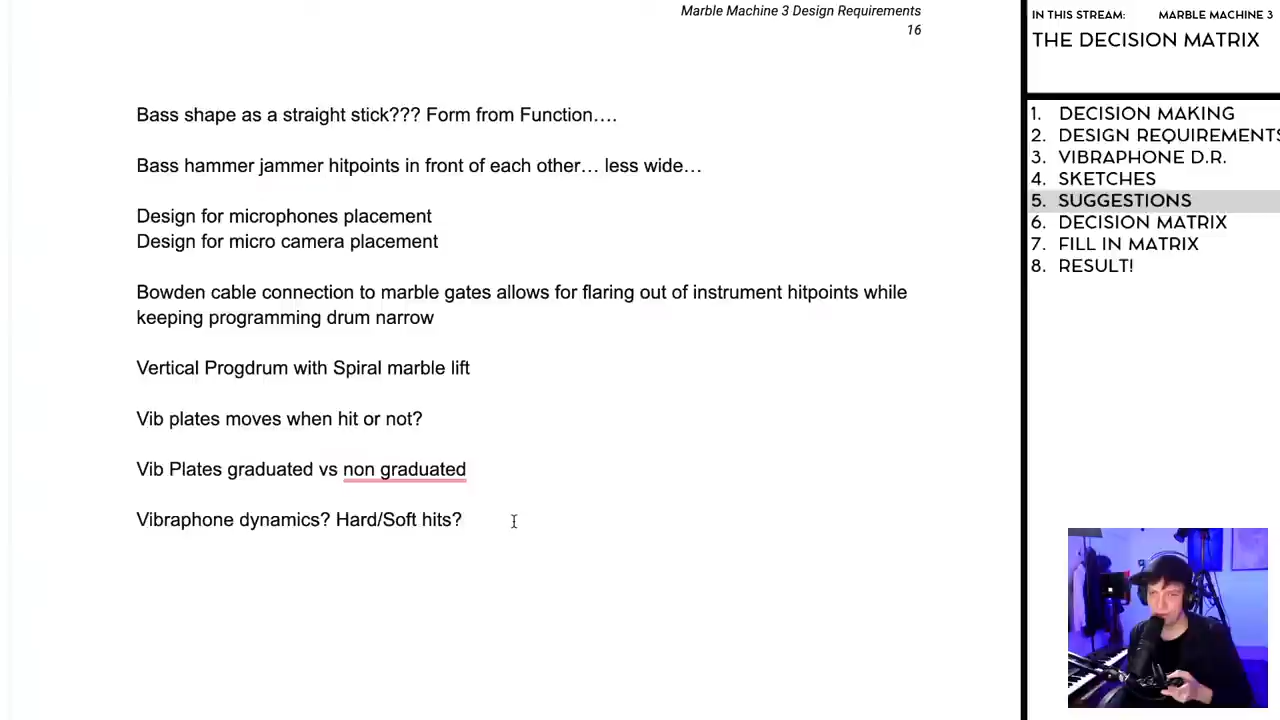 Marble Machine 3 Design Requirements
16
Bass shape as a straight stick??? Form from Function….
Bass hammer jammer hitpoints in front of each other… less wide…
Design for microphones placement
Design for micro camera placement
Bowden cable connection to marble gates allows for flaring out of instrument hitpoints while
keeping programming drum narrow
Vertical Progdrum with Spiral marble lift
Vib plates moves when hit or not?
Vib Plates graduated vs non graduated
Vibraphone dynamics? Hard/Soft hits?
IN THIS STREAM: MARBLE MACHINE 3
THE DECISION MATRIX
1. DECISION MAKING
2. DESIGN REQUIREMENTS
3. VIBRAPHONE D.R.
4. SKETCHES
5. SUGGESTIONS
6. DECISION MATRIX
7. FILL IN MATRIX
8. RESULT!